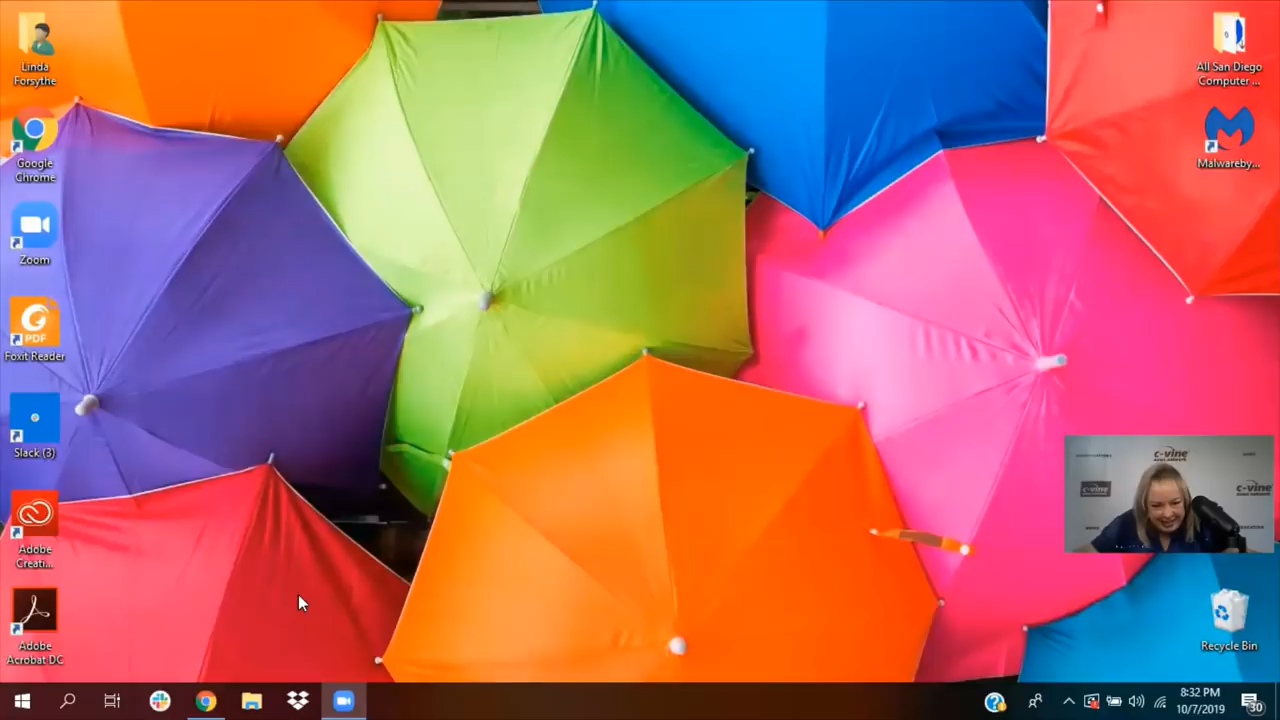 Linda
Forsythe
Google
Chrome
Zoom
PDF
Foxit Reader
Slack (3)
Adobe
Creati...
Adobe
Acrobat DC
All San Diego
Computer ...
Malwareby...
c-vine
c-vine
Recycle Bin
8:32 PM
10/7/2019
30